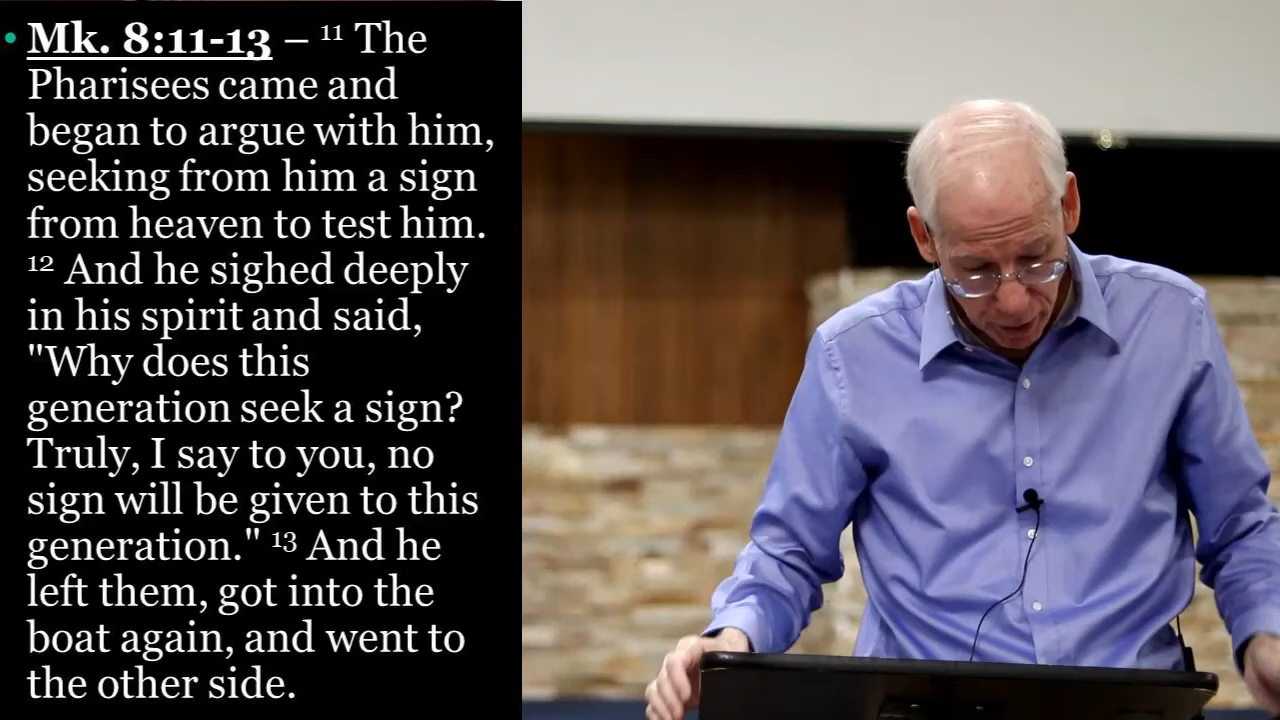 • Mk. 8:11-13 – 11 The
Pharisees came and
began to argue with him,
seeking from him a sign
from heaven to test him.
12 And he sighed deeply
in his spirit and said,
"Why does this
generation seek a sign?
Truly, I say to you, no
sign will be given to this
generation." 13 And he
left them, got into the
boat again, and went to
the other side.